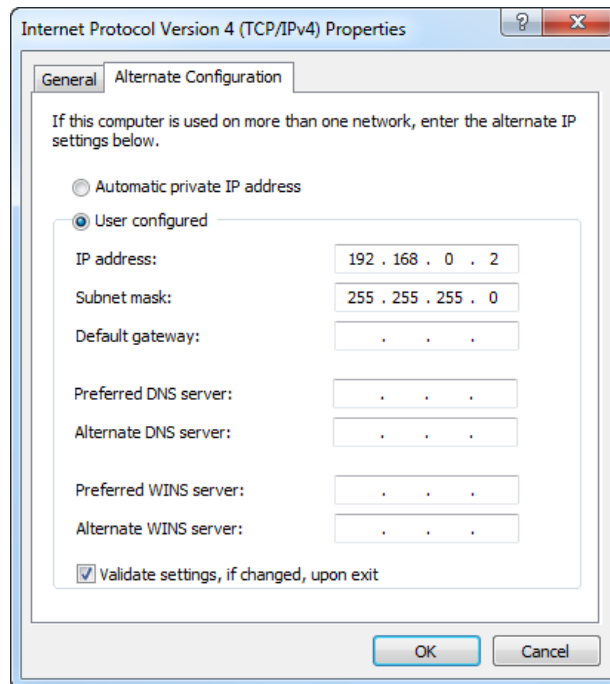 Internet Protocol Version 4 (TCP/IPv4) Properties
?
General
Alternate Configuration
If this computer is used on more than one network, enter the alternate IP
settings below.
Automatic private IP address
User configured
IP address: 192 . 168 . 0 . 2
Subnet mask: 255 . 255 . 255 . 0
Default gateway: . . .
Preferred DNS server: . . .
Alternate DNS server: . . .
Preferred WINS server: . . .
Alternate WINS server: . . .
Validate settings, if changed, upon exit
OK
Cancel